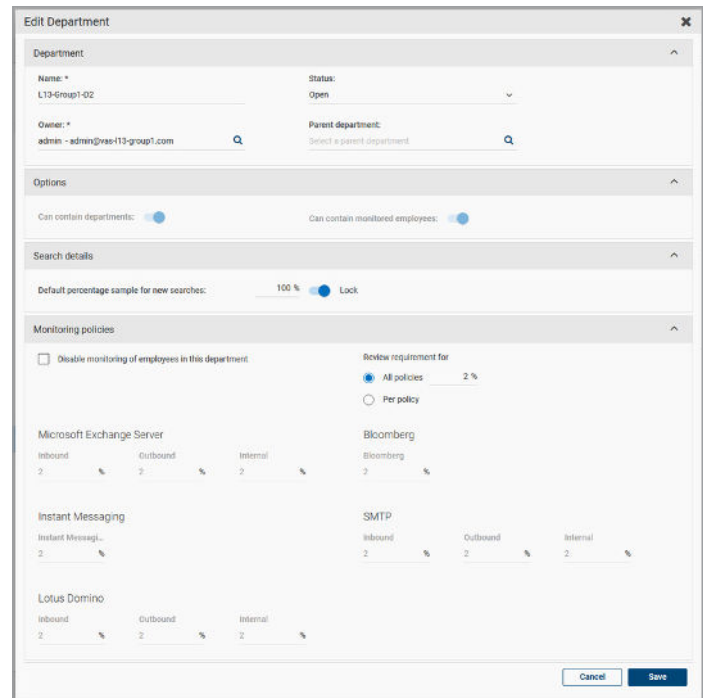 Edit Department
Department
Name: * Status:
L13-Group1-D2 Open
Owner: * Parent department:
admin - admin@vas-l13-group1.com Select a parent department
Options
Can contain departments: Can contain monitored employees:
Search details
Default percentage sample for new searches: 100 % Lock
Monitoring policies
Disable monitoring of employees in this department Review requirement for
All policies 2 %
Per policy
Microsoft Exchange Server Bloomberg
Inbound Outbound Internal Bloomberg
2 % 2 % 2 % 2 %
Instant Messaging SMTP
Instant Messagi... Inbound Outbound Internal
2 % 2 % 2 % 2 %
Lotus Domino
Inbound Outbound Internal
2 % 2 % 2 %
Cancel Save